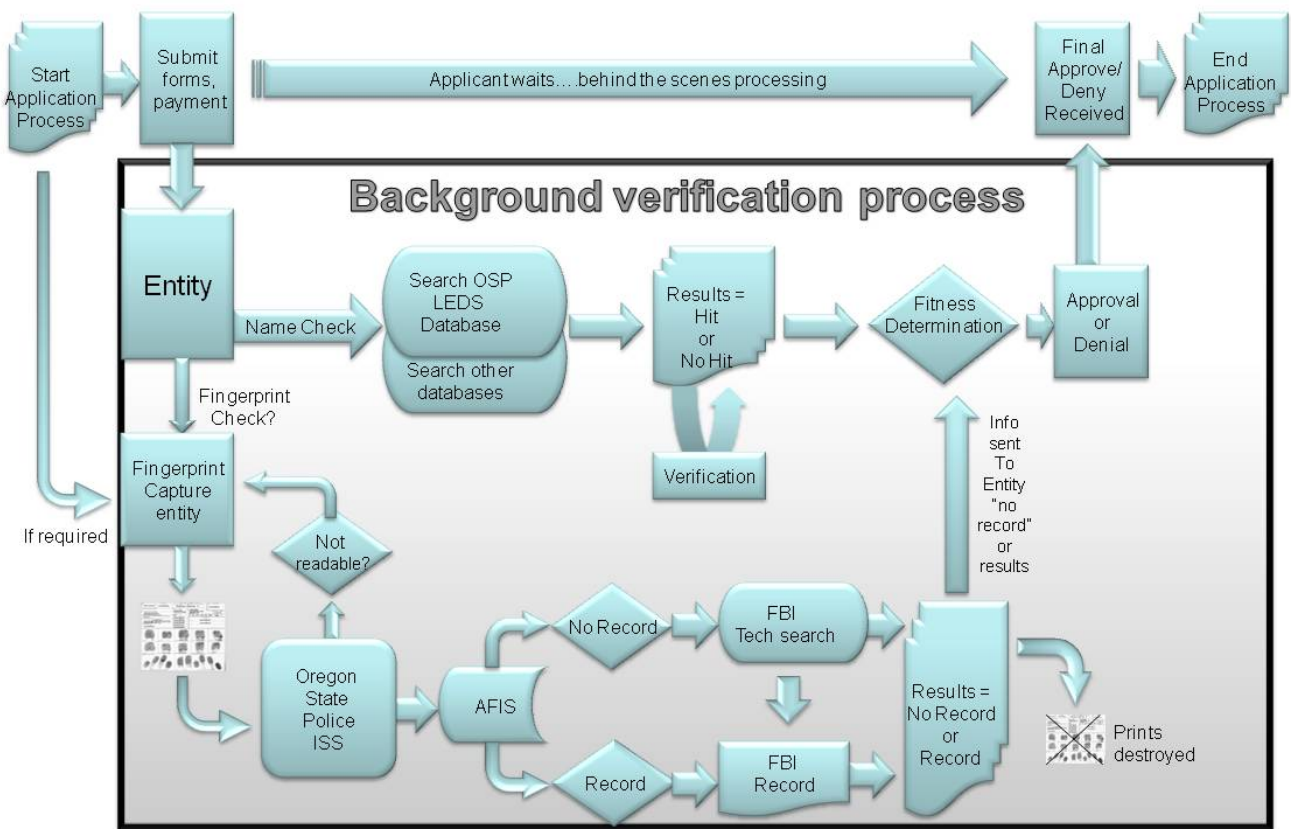 Start
Application
Process
Submit
forms,
payment
Applicant waits....behind the scenes processing
Final
Approve/
Deny
Received
End
Application
Process
Background verification process
Entity
Name Check
Search OSP
LEDS
Database
Search other
databases
Results =
Hit
or
No Hit
Verification
Fitness
Determination
Approval
or
Denial
Fingerprint
Check?
Fingerprint
Capture
entity
If required
Not
readable?
Oregon
State
Police
ISS
AFIS
No Record
Record
FBI
Tech search
FBI
Record
Results =
No Record
or
Record
Info
sent
To
Entity
"no
record"
or
results
Prints
destroyed